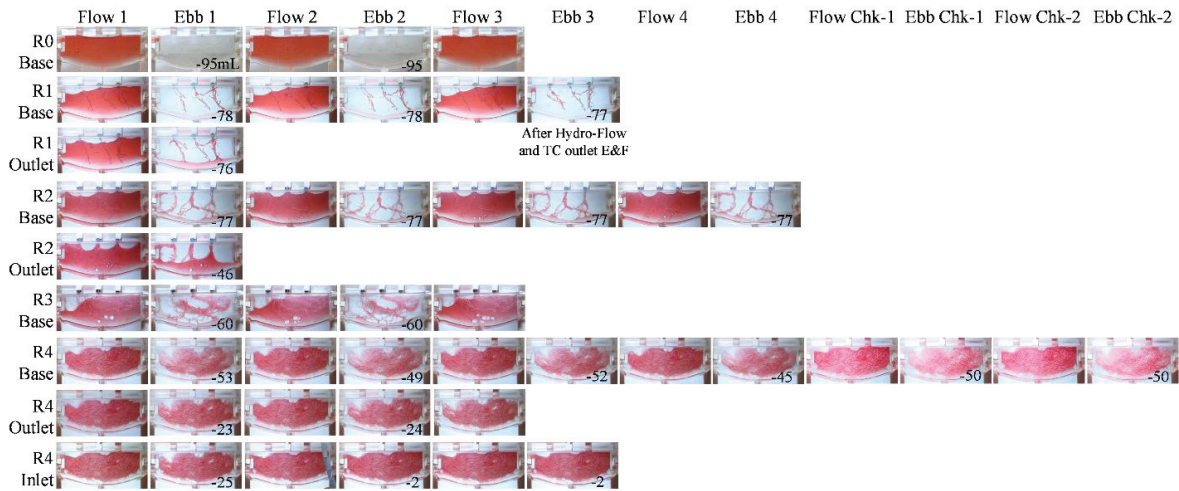 Flow 1 Ebb 1 Flow 2 Ebb 2 Flow 3 Ebb 3 Flow 4 Ebb 4 Flow Chk-1 Ebb Chk-1 Flow Chk-2 Ebb Chk-2
R0
Base
-95mL -95
R1
Base
-78 -78 -77
After Hydro-Flow
and TC outlet E&F
R1
Outlet
-76
R2
Base
-77 -77 -77 -77
R2
Outlet
-46
R3
Base
-60 -60
R4
Base
-53 -49 -52 -45 -50 -50
R4
Outlet
-23 -24
R4
Inlet
-25 -2 -2